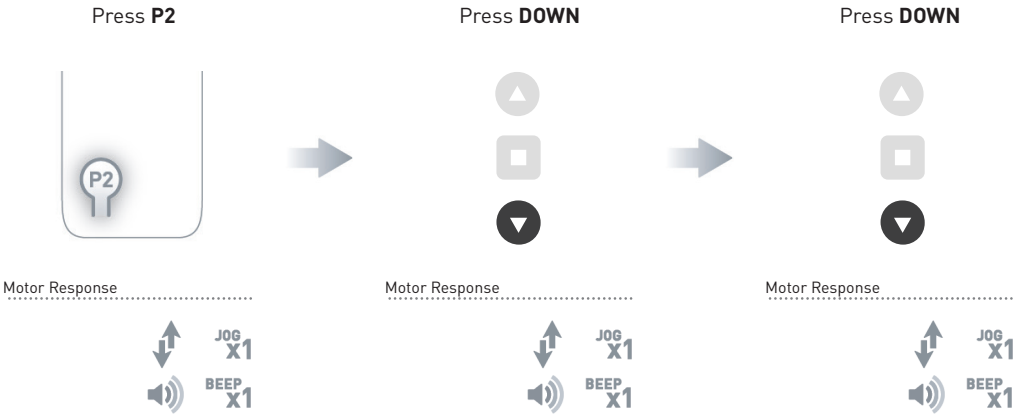 Press P2
Press DOWN
Press DOWN
P2
Motor Response
Motor Response
Motor Response
JOG
X1
JOG
X1
JOG
X1
BEEP
X1
BEEP
X1
BEEP
X1